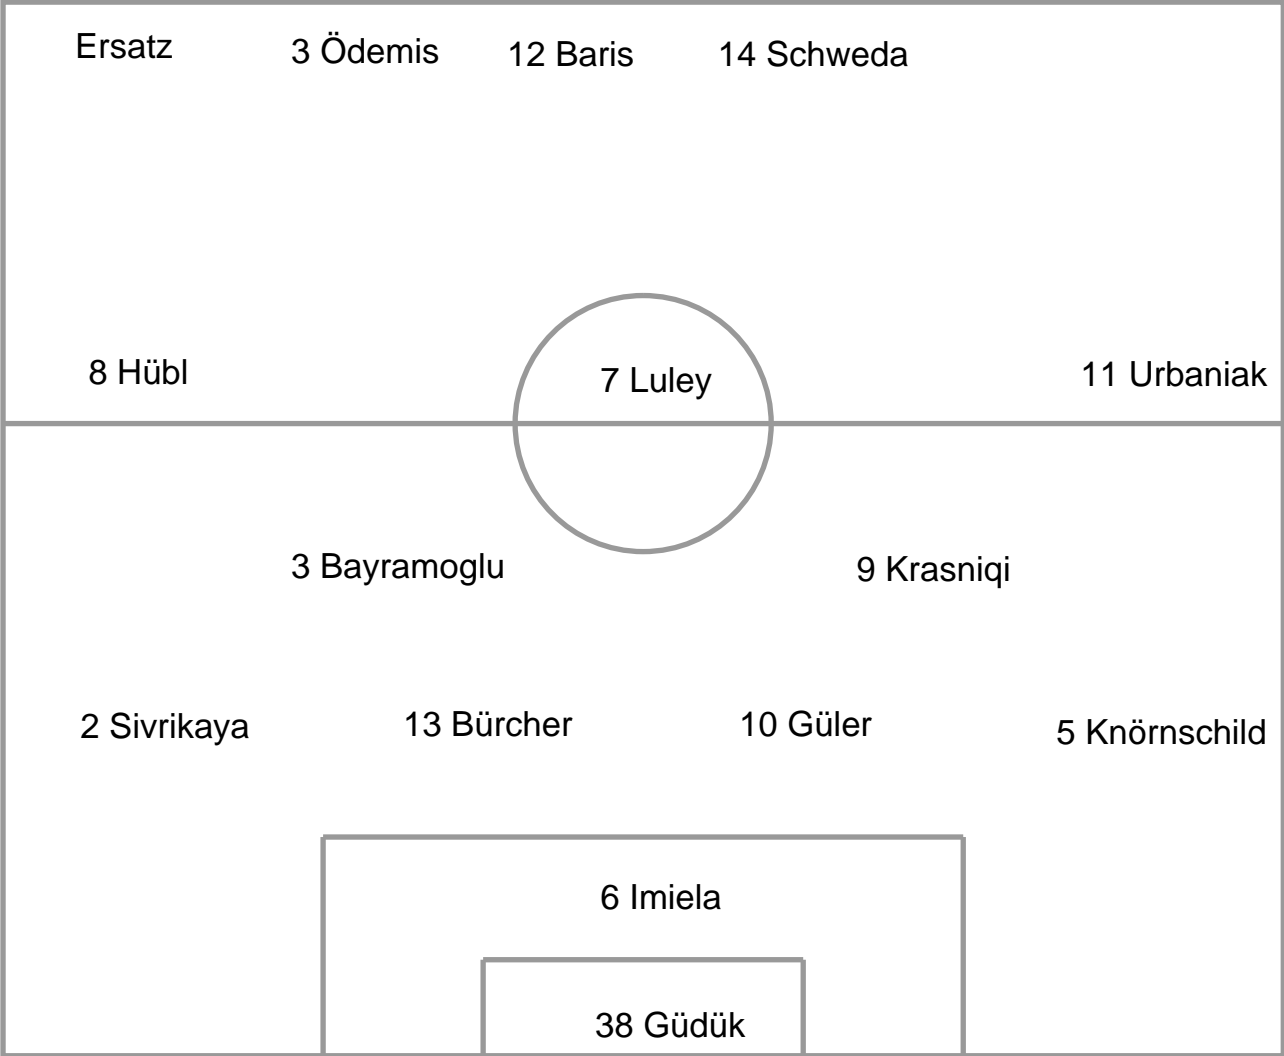 Ersatz 3 Ödemis 12 Baris 14 Schweda
8 Hübl 7 Luley 11 Urbaniak
3 Bayramoglu 9 Krasniqi
2 Sivrikaya 13 Bürcher 10 Güler 5 Knörnschild
6 Imiela
38 Güdük